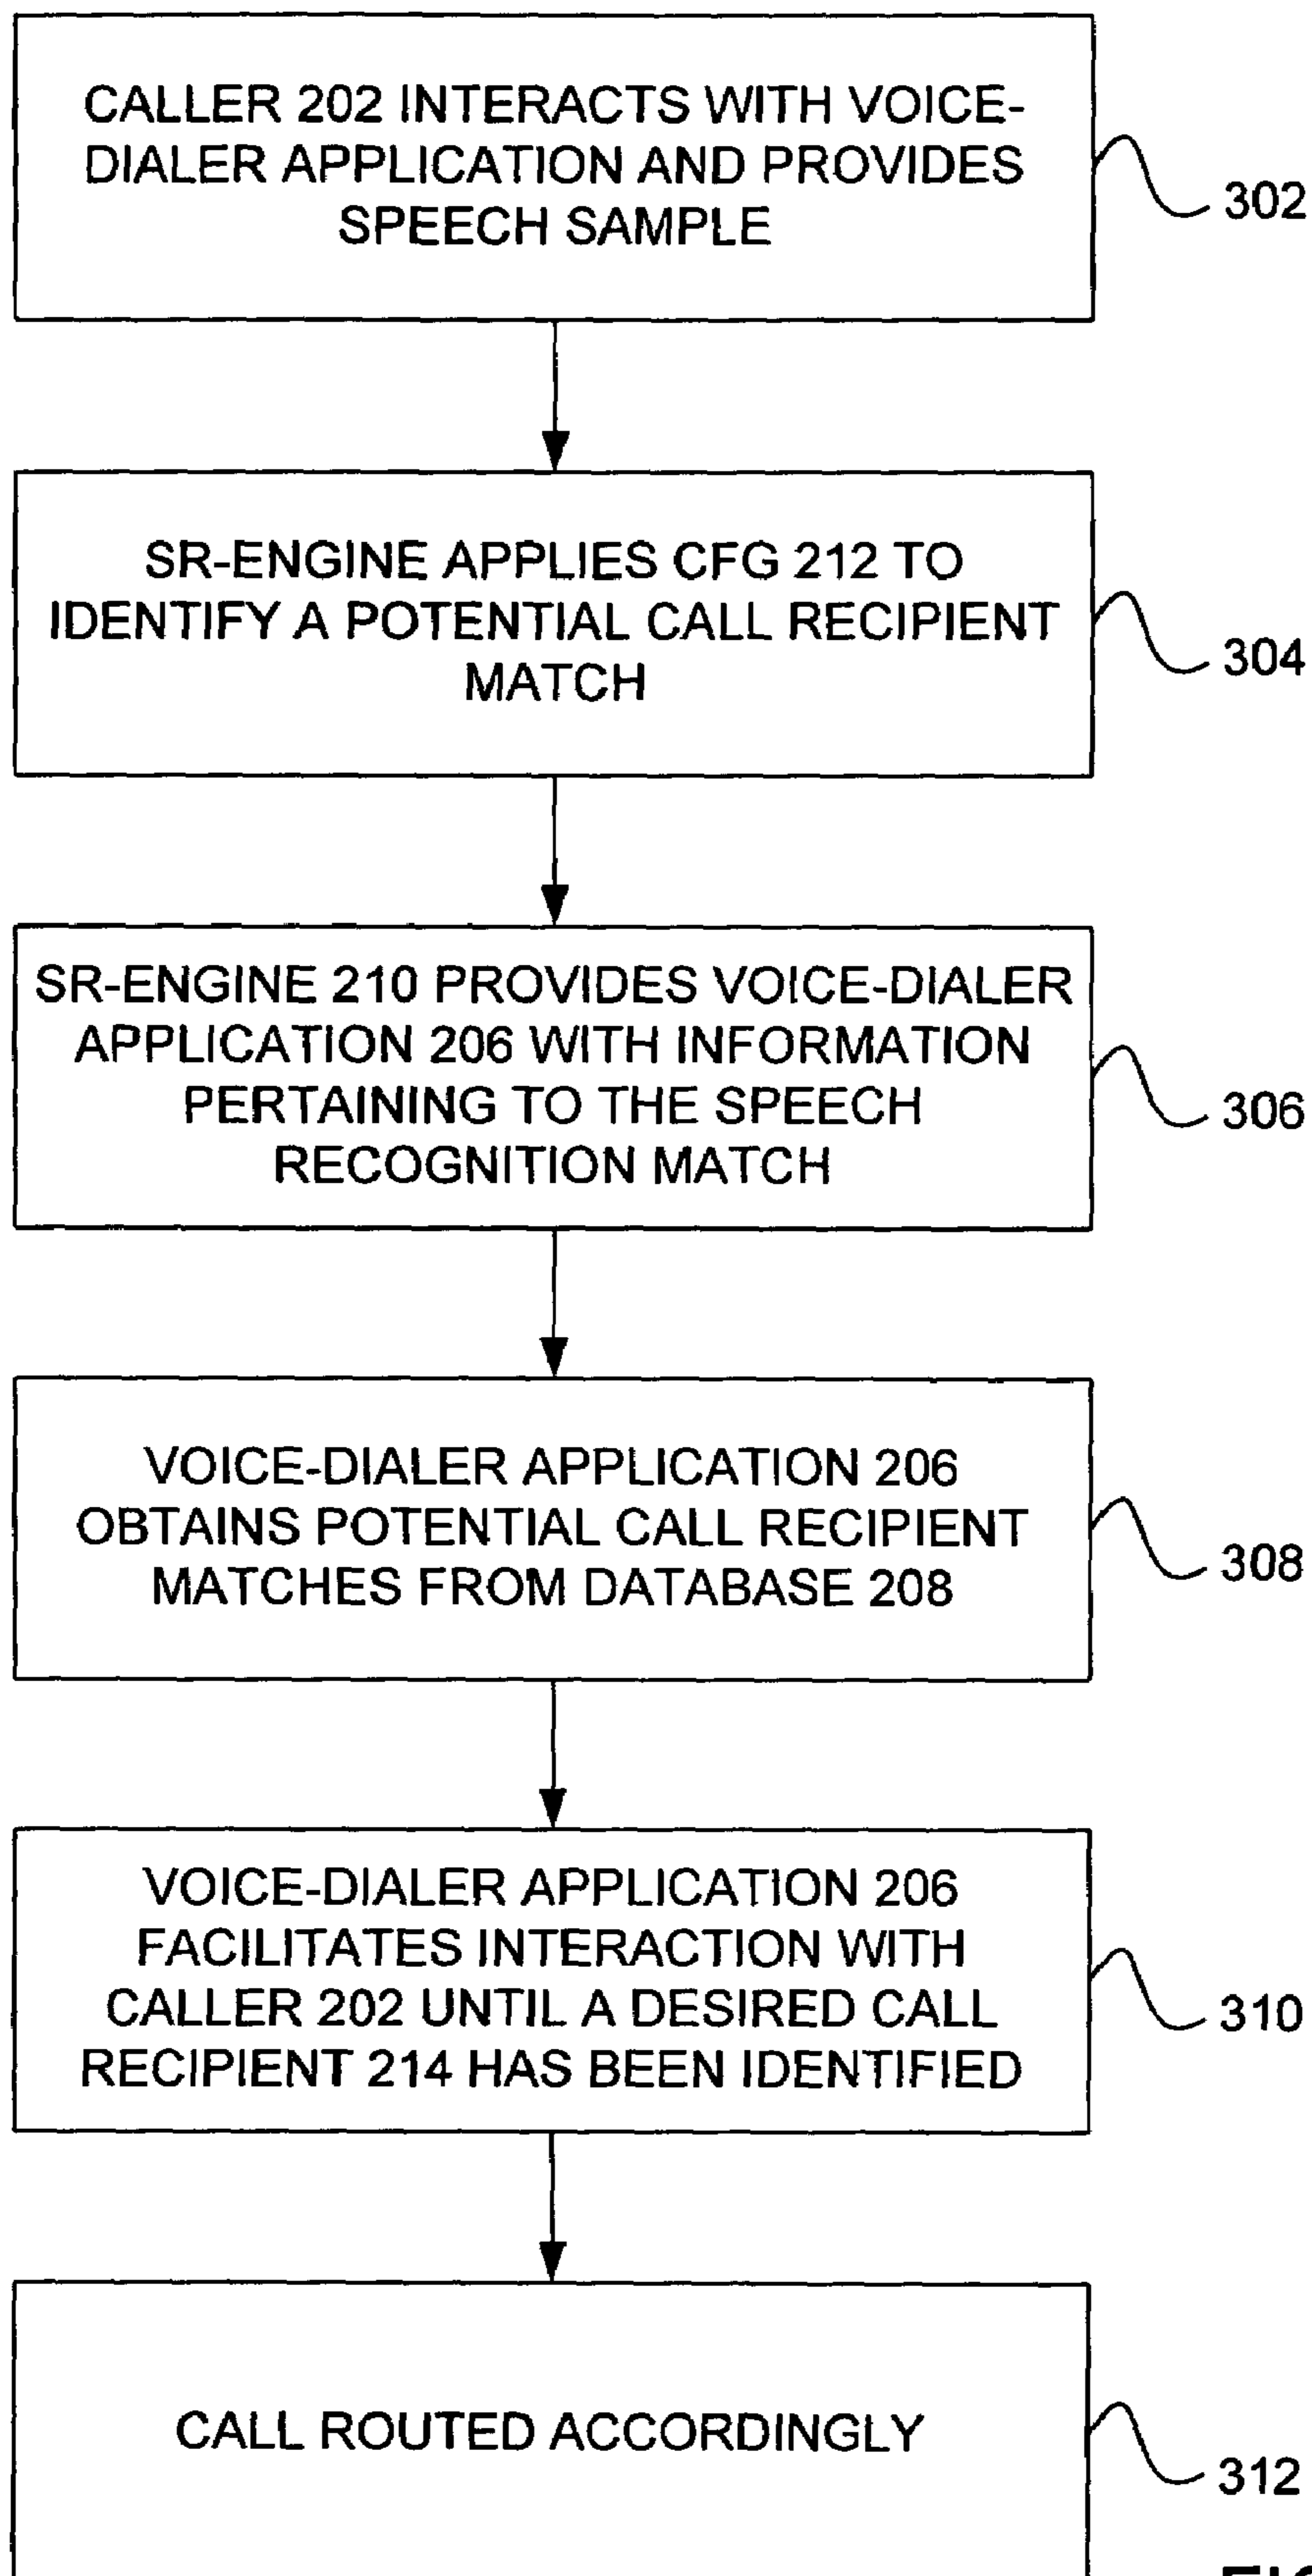 CALLER 202 INTERACTS WITH VOICE-
DIALER APPLICATION AND PROVIDES
SPEECH SAMPLE
302
SR-ENGINE APPLIES CFG 212 TO
IDENTIFY A POTENTIAL CALL RECIPIENT
MATCH
304
SR-ENGINE 210 PROVIDES VOICE-DIALER
APPLICATION 206 WITH INFORMATION
PERTAINING TO THE SPEECH
RECOGNITION MATCH
306
VOICE-DIALER APPLICATION 206
OBTAINS POTENTIAL CALL RECIPIENT
MATCHES FROM DATABASE 208
308
VOICE-DIALER APPLICATION 206
FACILITATES INTERACTION WITH
CALLER 202 UNTIL A DESIRED CALL
RECIPIENT 214 HAS BEEN IDENTIFIED
310
CALL ROUTED ACCORDINGLY
312